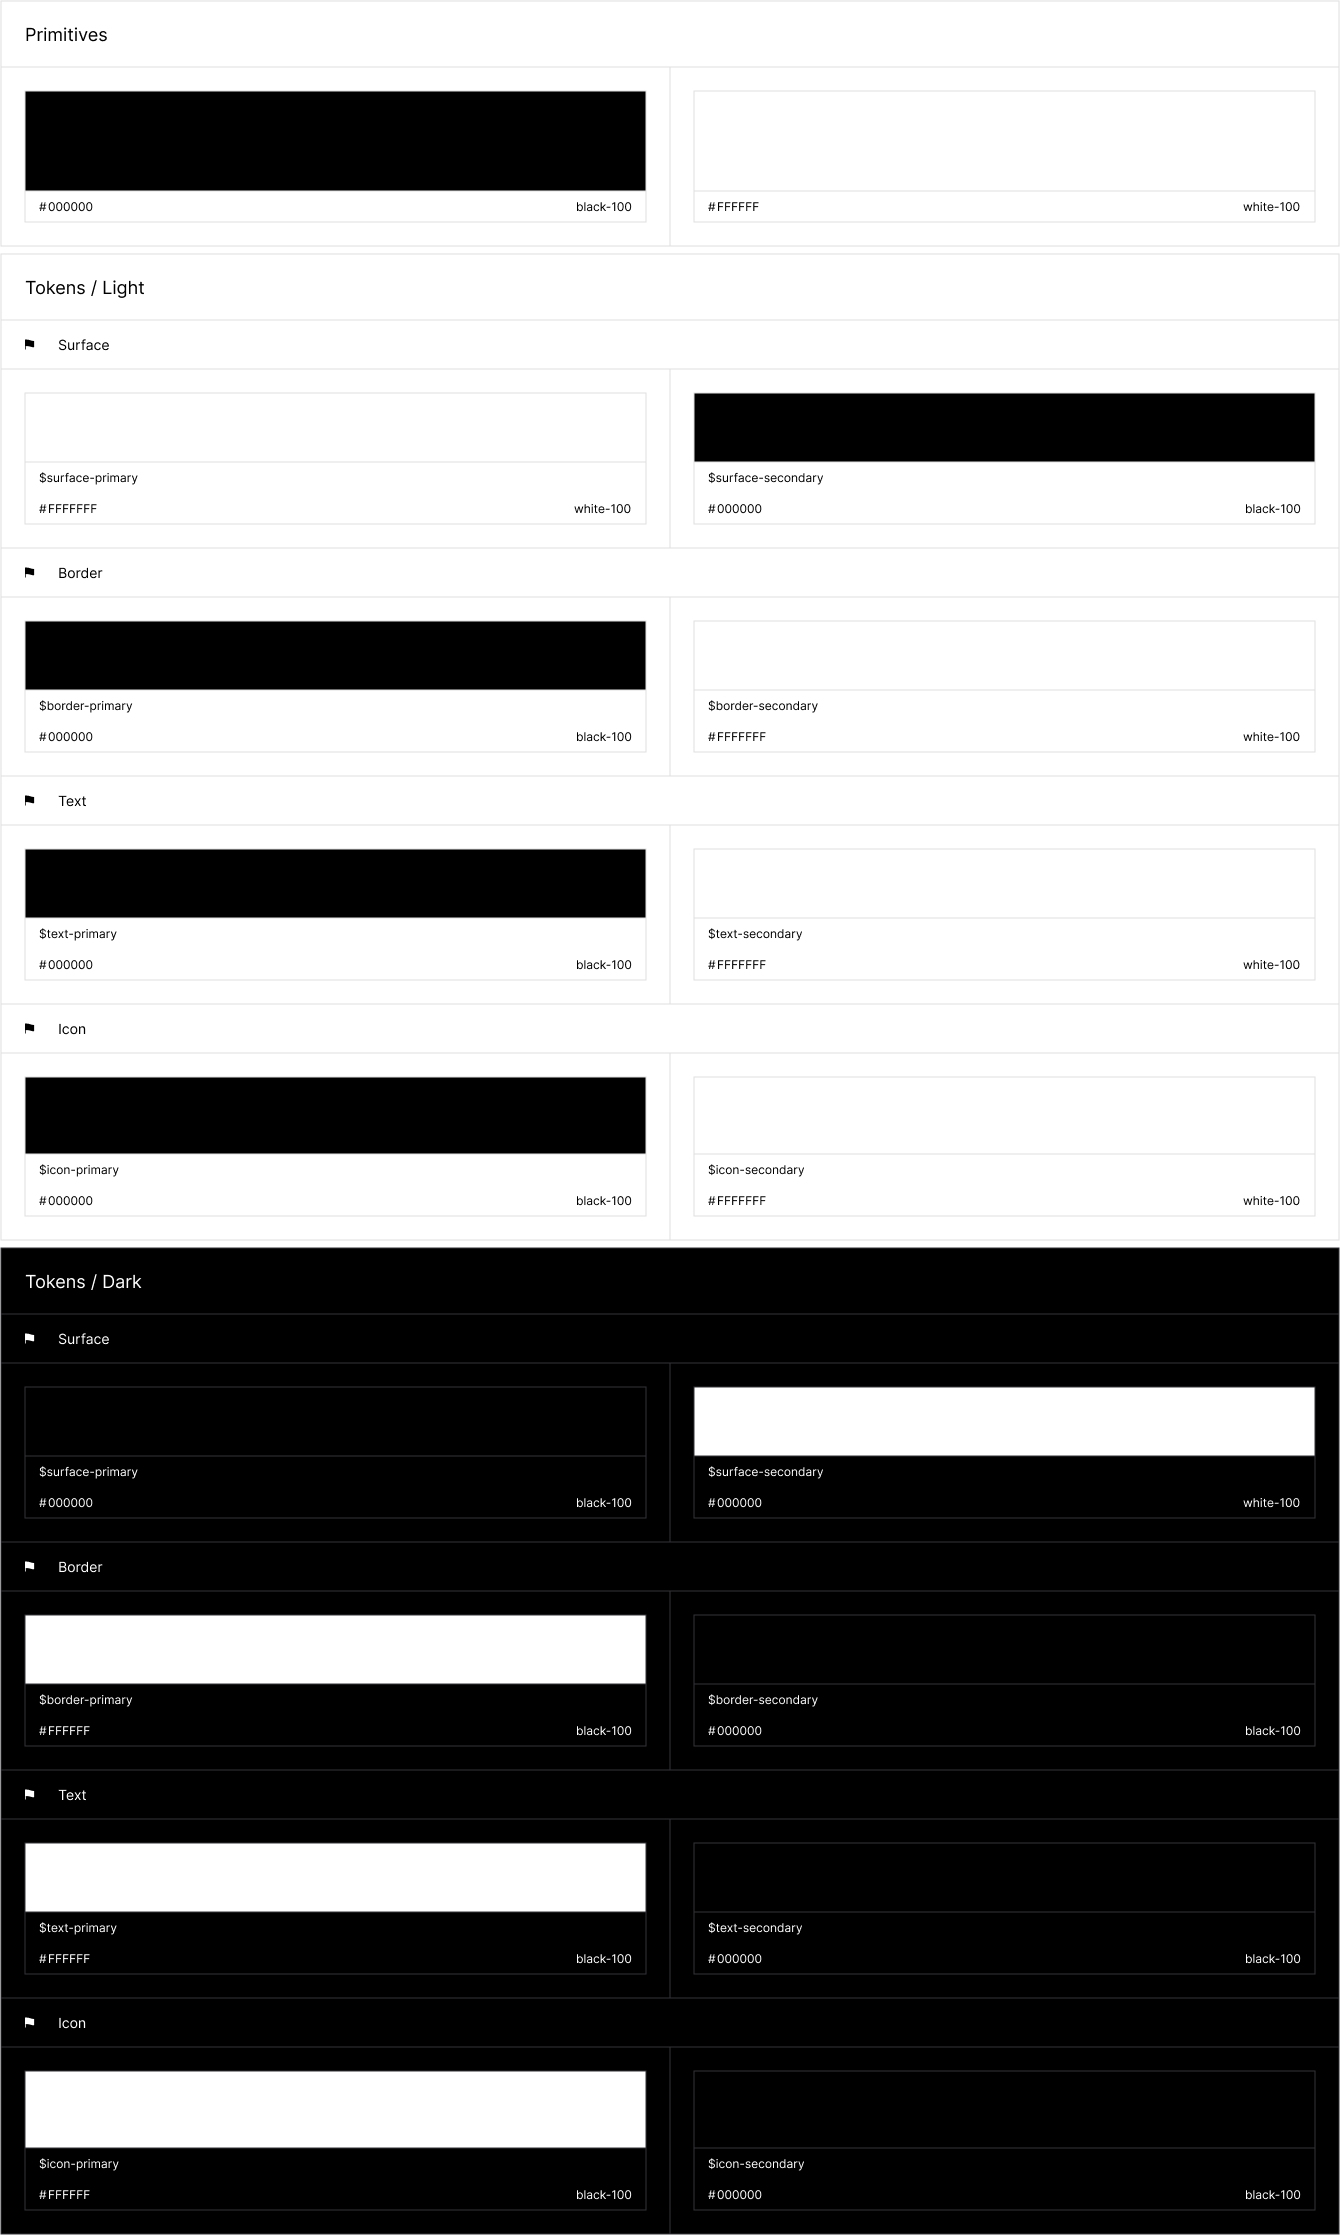 Primitives
#000000 black-100
#FFFFFF white-100
Tokens / Light
Surface
$surface-primary
#FFFFFFF white-100
$surface-secondary
#000000 black-100
Border
$border-primary
#000000 black-100
$border-secondary
#FFFFFFF white-100
Text
$text-primary
#000000 black-100
$text-secondary
#FFFFFFF white-100
Icon
$icon-primary
#000000 black-100
$icon-secondary
#FFFFFFF white-100
Tokens / Dark
Surface
$surface-primary
#000000 black-100
$surface-secondary
#000000 white-100
Border
$border-primary
#FFFFFF black-100
$border-secondary
#000000 black-100
Text
$text-primary
#FFFFFF black-100
$text-secondary
#000000 black-100
Icon
$icon-primary
#FFFFFF black-100
$icon-secondary
#000000 black-100